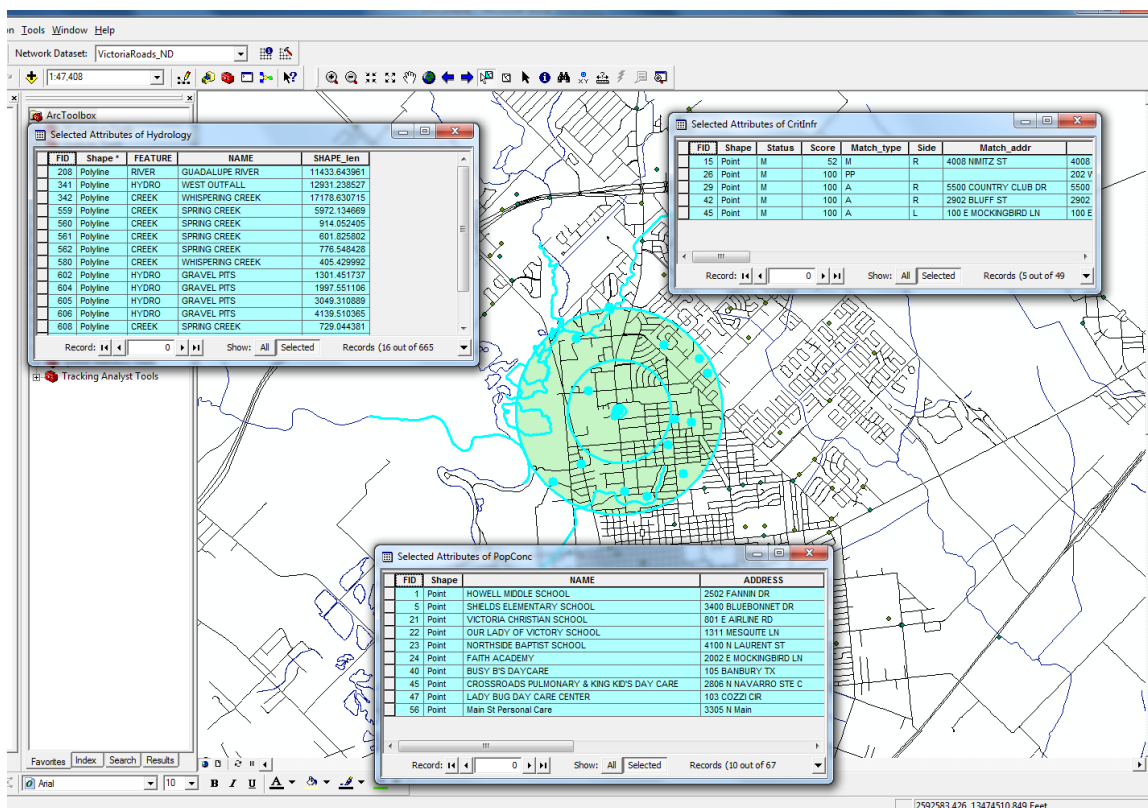 on Tools Window Help
Network Dataset: VictoriaRoads_ND
1:47,408
XY
ArcToolbox
Selected Attributes of Hydrology
FID Shape * FEATURE NAME SHAPE_len
208 Polyline RIVER GUADALUPE RIVER 11433.643961
341 Polyline HYDRO WEST OUTFALL 12931.238527
342 Polyline CREEK WHISPERING CREEK 17178.630715
559 Polyline CREEK SPRING CREEK 5972.134669
560 Polyline CREEK SPRING CREEK 914.052405
561 Polyline CREEK SPRING CREEK 601.825802
562 Polyline CREEK SPRING CREEK 776.548428
580 Polyline CREEK WHISPERING CREEK 405.429992
602 Polyline HYDRO GRAVEL PITS 1301.451737
604 Polyline HYDRO GRAVEL PITS 1997.551106
605 Polyline HYDRO GRAVEL PITS 3049.310889
606 Polyline HYDRO GRAVEL PITS 4139.510365
608 Polyline CREEK SPRING CREEK 729.044381
Record: 0 Show: All Selected Records (16 out of 665
Tracking Analyst Tools
Selected Attributes of CritInfr
FID Shape Status Score Match_type Side Match_addr
15 Point M 52 M R 4008 NIMITZ ST 4008
26 Point M 100 PP 202 V
29 Point M 100 A R 5500 COUNTRY CLUB DR 5500
42 Point M 100 A R 2902 BLUFF ST 2902
45 Point M 100 A L 100 E MOCKINGBIRD LN 100 E
Record: 0 Show: All Selected Records (5 out of 49
Selected Attributes of PopConc
FID Shape NAME ADDRESS
1 Point HOWELL MIDDLE SCHOOL 2502 FANNIN DR
5 Point SHIELDS ELEMENTARY SCHOOL 3400 BLUEBONNET DR
21 Point VICTORIA CHRISTIAN SCHOOL 801 E AIRLINE RD
22 Point OUR LADY OF VICTORY SCHOOL 1311 MESQUITE LN
23 Point NORTHSIDE BAPTIST SCHOOL 4100 N LAURENT ST
24 Point FAITH ACADEMY 2002 E MOCKINGBIRD LN
40 Point BUSY B'S DAYCARE 105 BANBURY TX
45 Point CROSSROADS PULMONARY & KING KID'S DAY CARE 2806 N NAVARRO STE C
47 Point LADY BUG DAY CARE CENTER 103 COZZI CIR
56 Point Main St Personal Care 3305 N Main
Record: 0 Show: All Selected Records (10 out of 67
Favorites Index Search Results
Arial 10 B I U A
2592583.426 13474510.849 Feet